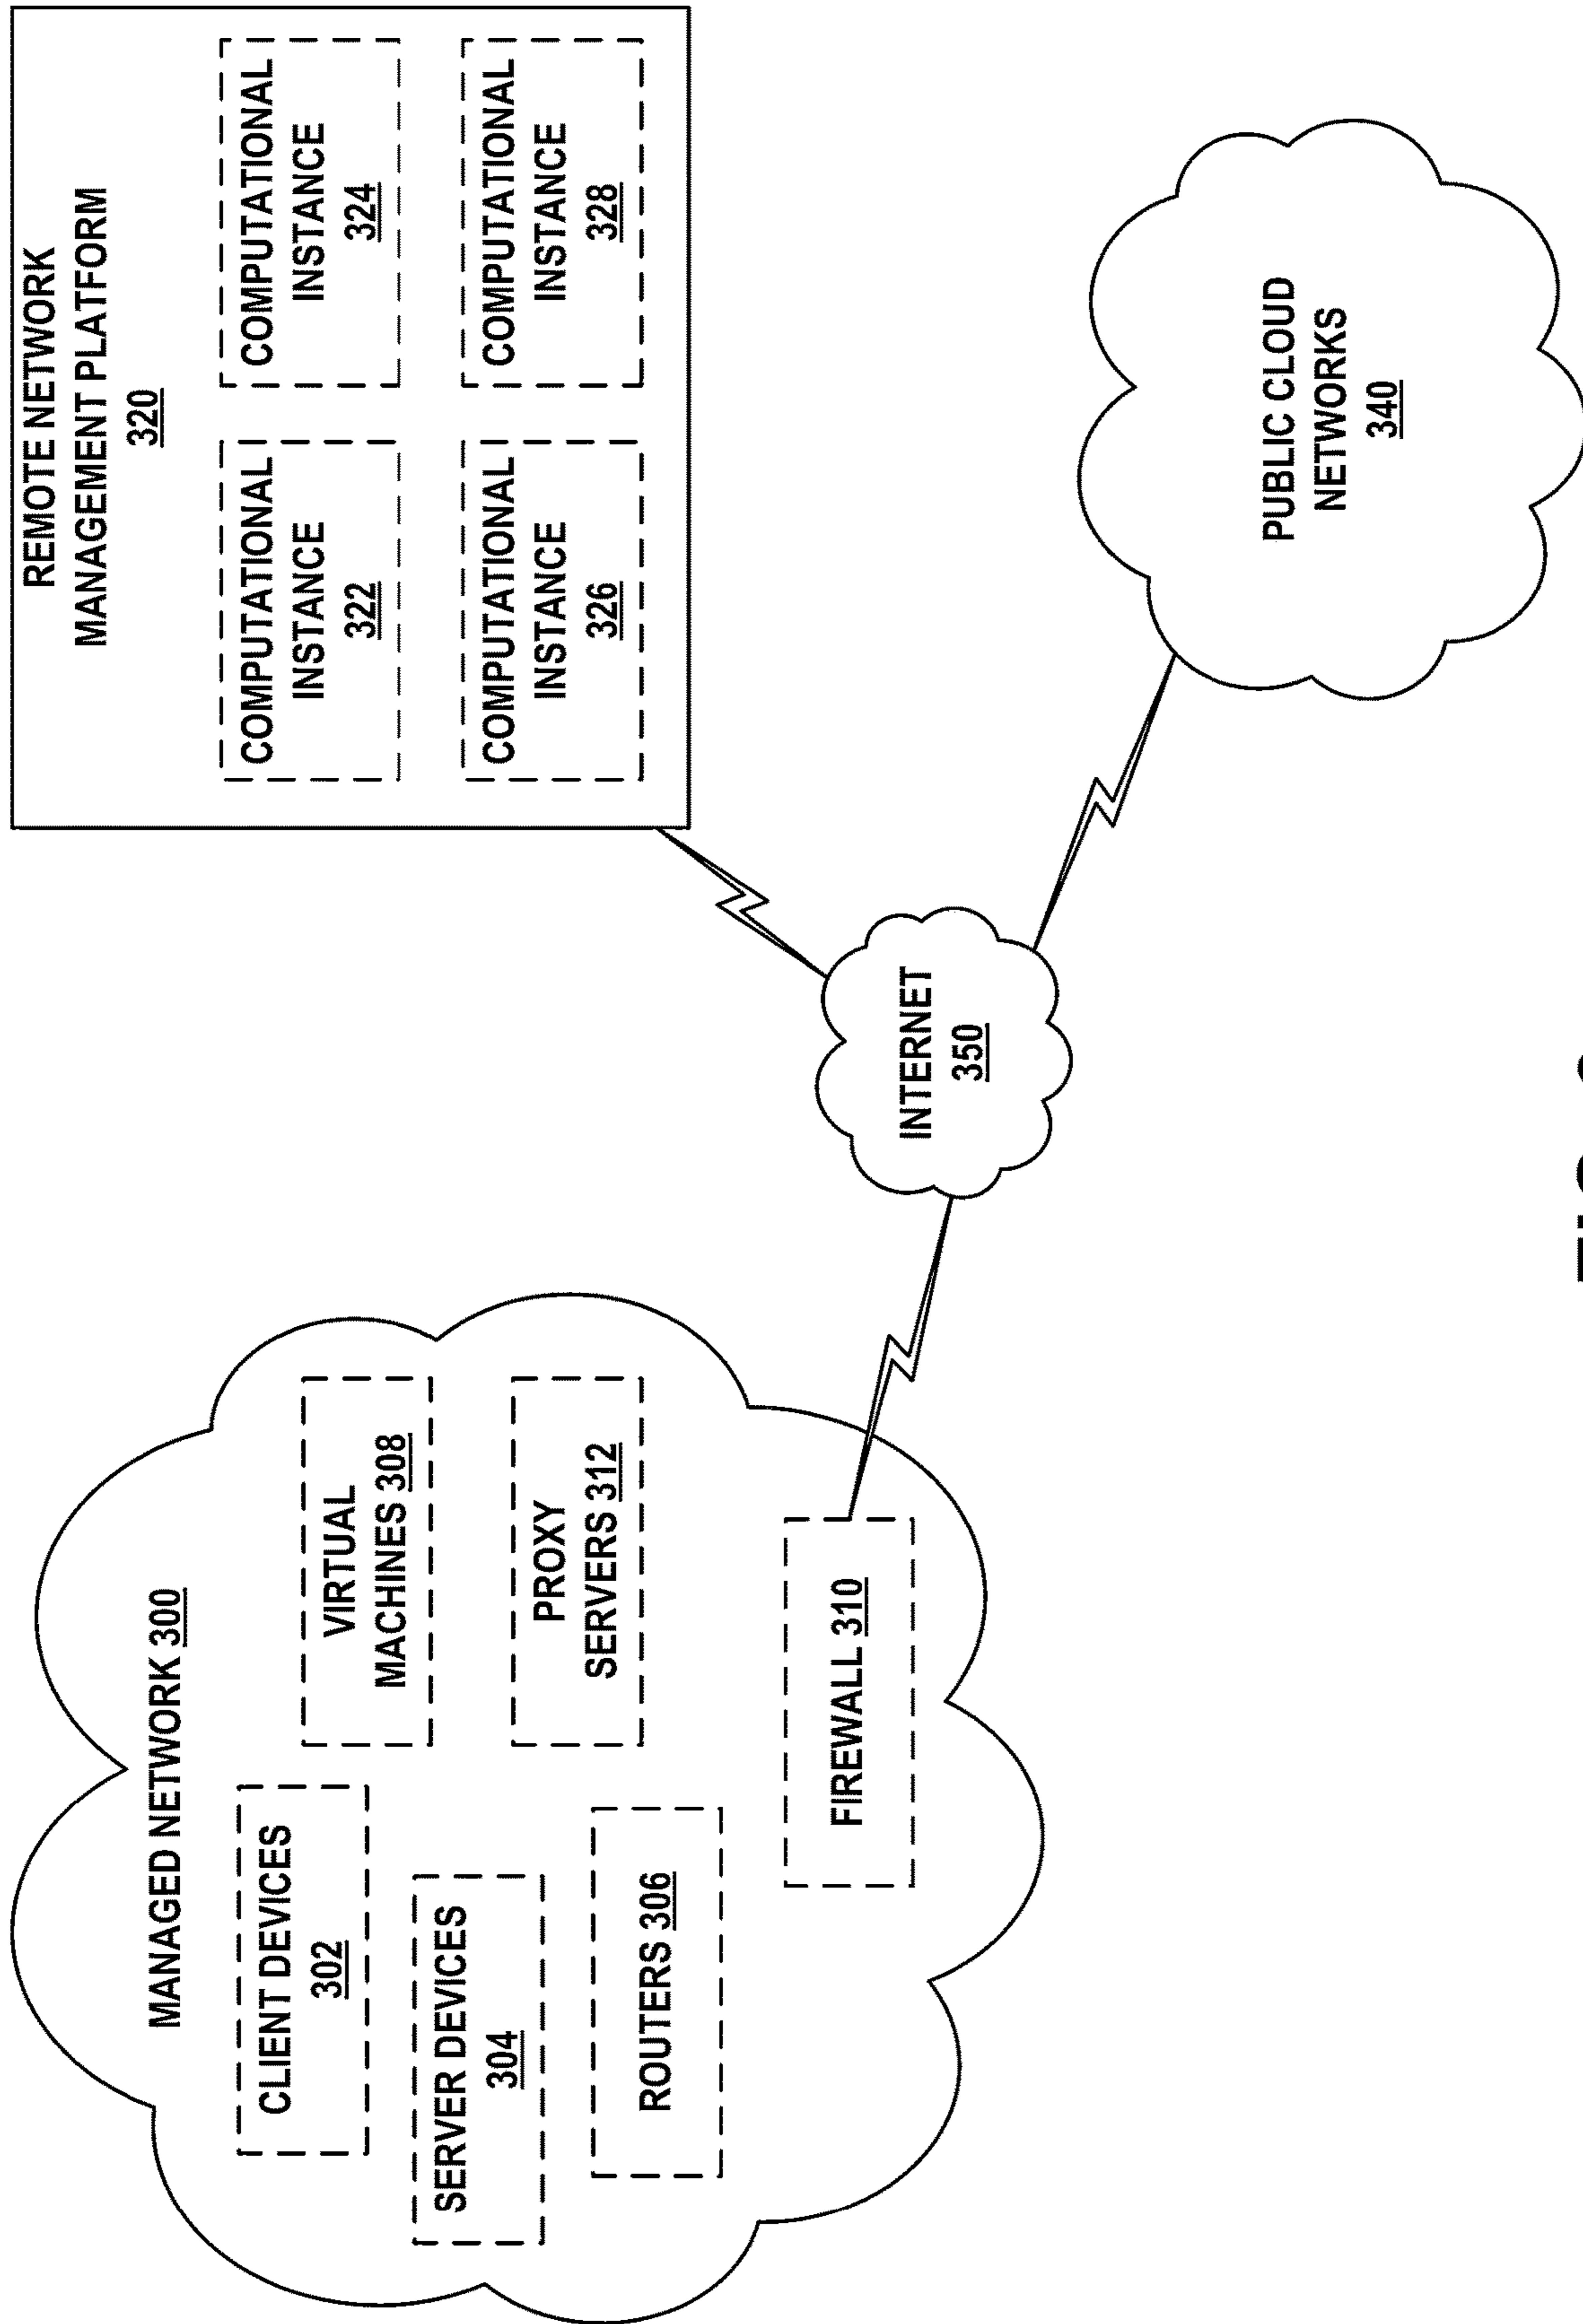 MANAGED NETWORK 300
CLIENT DEVICES
302
SERVER DEVICES
304
ROUTERS 306
VIRTUAL
MACHINES 308
PROXY
SERVERS 312
FIREWALL 310
INTERNET
350
REMOTE NETWORK
MANAGEMENT PLATFORM
320
COMPUTATIONAL
INSTANCE
322
COMPUTATIONAL
INSTANCE
324
COMPUTATIONAL
INSTANCE
326
COMPUTATIONAL
INSTANCE
328
PUBLIC CLOUD
NETWORKS
340